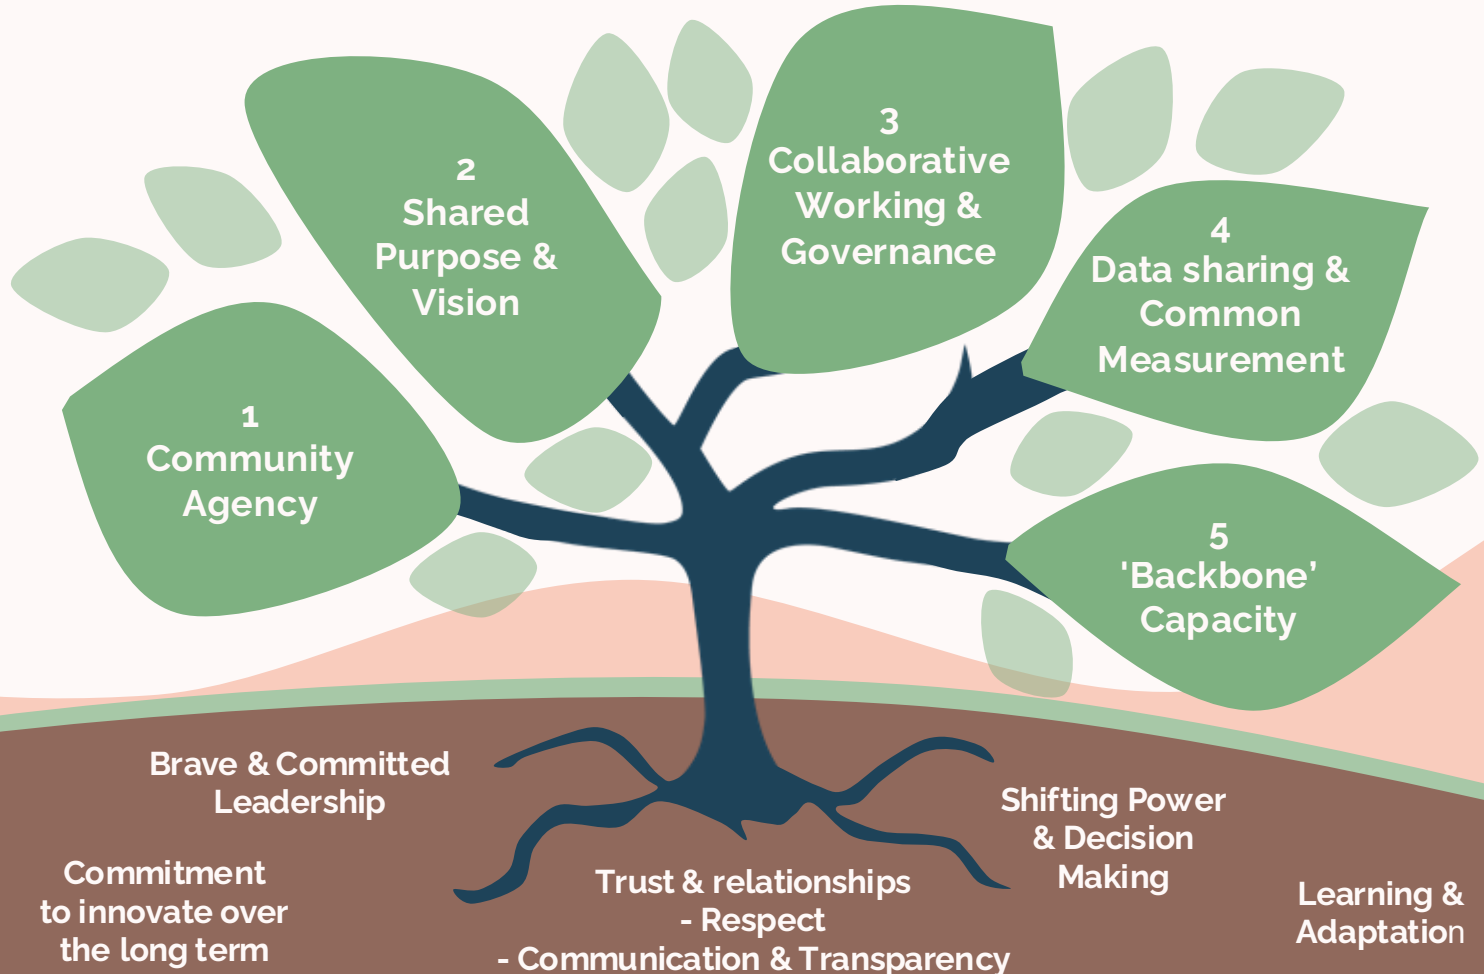 1
Community
Agency
2
Shared
Purpose &
Vision
3
Collaborative
Working &
Governance
4
Data sharing &
Common
Measurement
5
'Backbone’
Capacity
Brave & Committed
Leadership
Commitment
to innovate over
the long term
Trust & relationships
- Respect
- Communication & Transparency
Shifting Power
& Decision
Making
Learning &
Adaptation